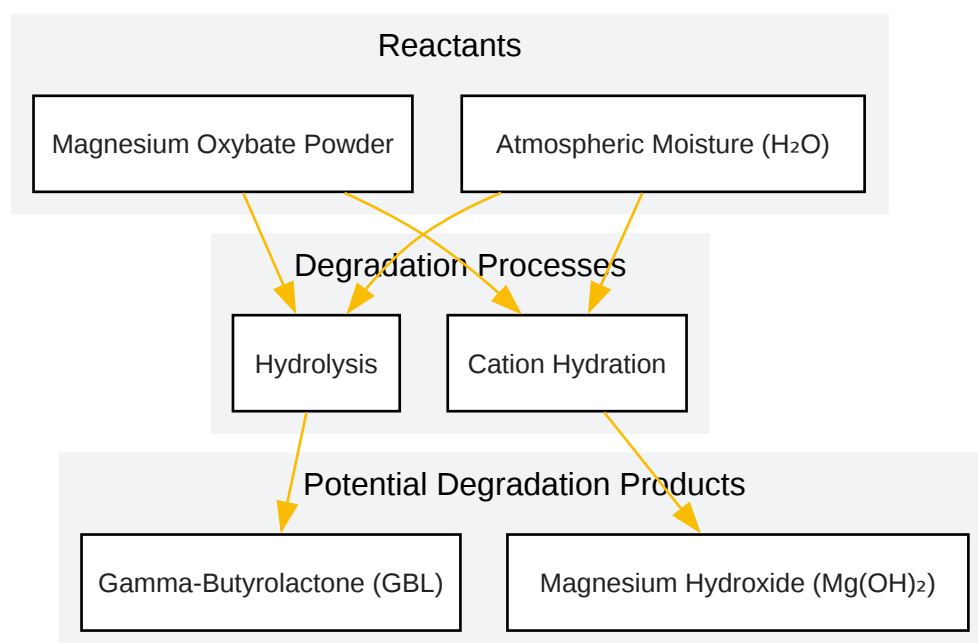 Reactants
Magnesium Oxybate Powder
Atmospheric Moisture (H₂O)
Degradation Processes
Hydrolysis
Cation Hydration
Potential Degradation Products
Gamma-Butyrolactone (GBL)
Magnesium Hydroxide (Mg(OH)₂)